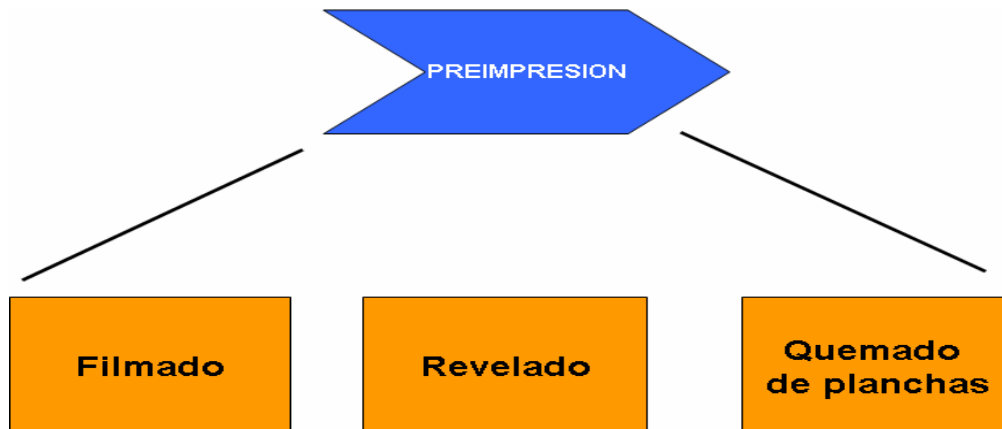 PREIMPRESION
Filmado
Revelado
Quemado
de planchas